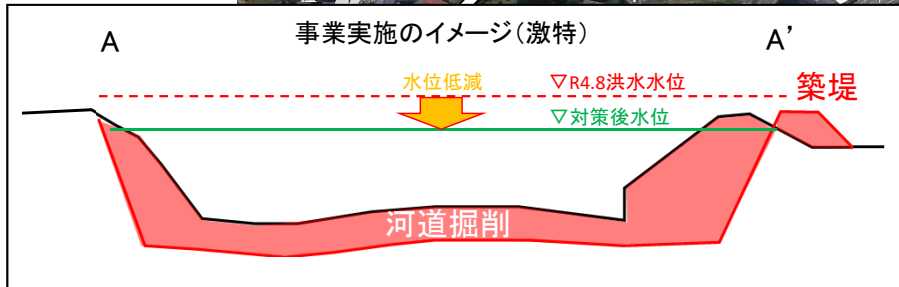 事業実施のイメージ(激特)
A
A’
水位低減
▽R4.8洪水水位
築堤
▽対策後水位
河道掘削